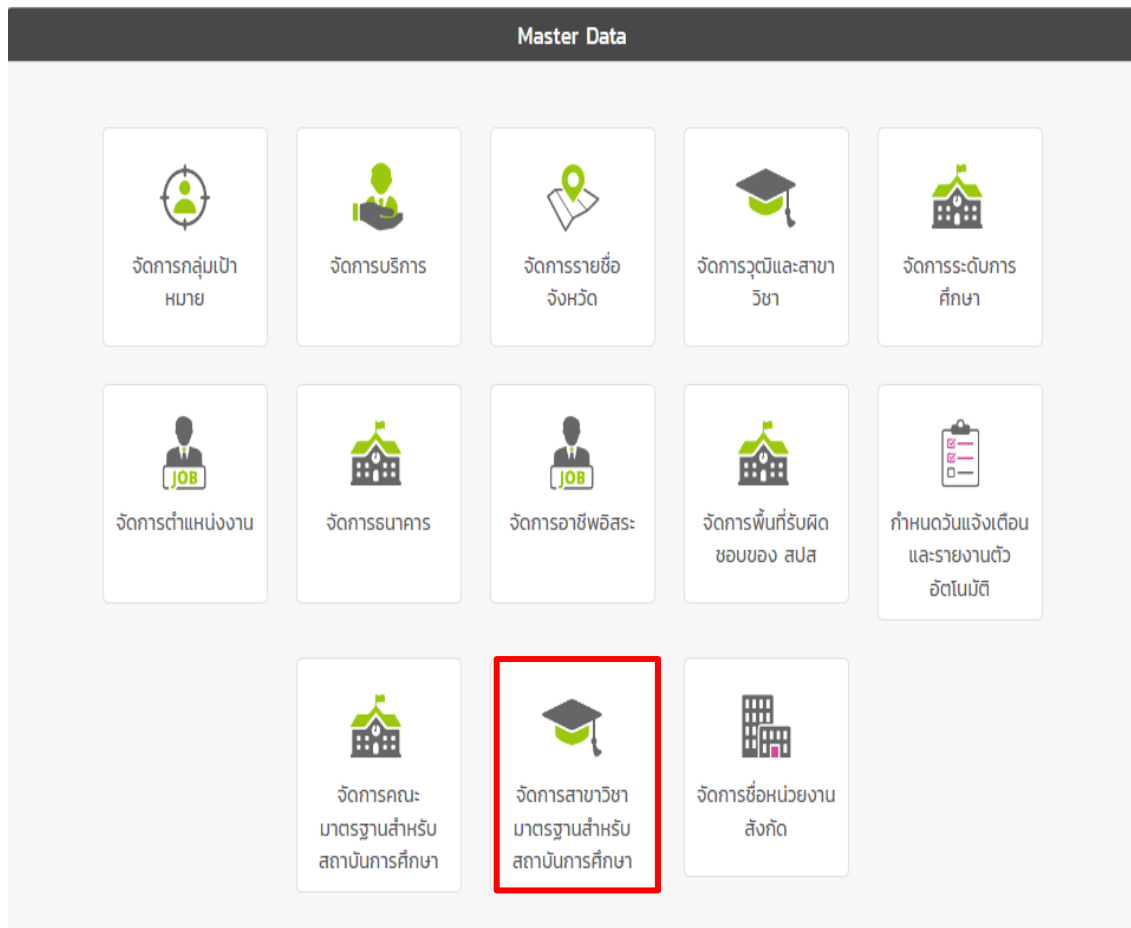 Master Data
จัดการกลุ่มเป้า
หมาย
จัดการบริการ
จัดการรายชื่อ
จังหวัด
จัดการวุฒิและสาขา
วิชา
จัดการระดับการ
ศึกษา
JOB
จัดการตำแหน่งงาน
จัดการธนาคาร
JOB
จัดการอาชีพอิสระ
จัดการพื้นที่รับผิด
ชอบของ สปส
กำหนดวันแจ้งเตือน
และรายงานตัว
อัตโนมัติ
จัดการคณะ
มาตรฐานสำหรับ
สถาบันการศึกษา
จัดการสาขาวิชา
มาตรฐานสำหรับ
สถาบันการศึกษา
จัดการชื่อหน่วยงาน
สังกัด